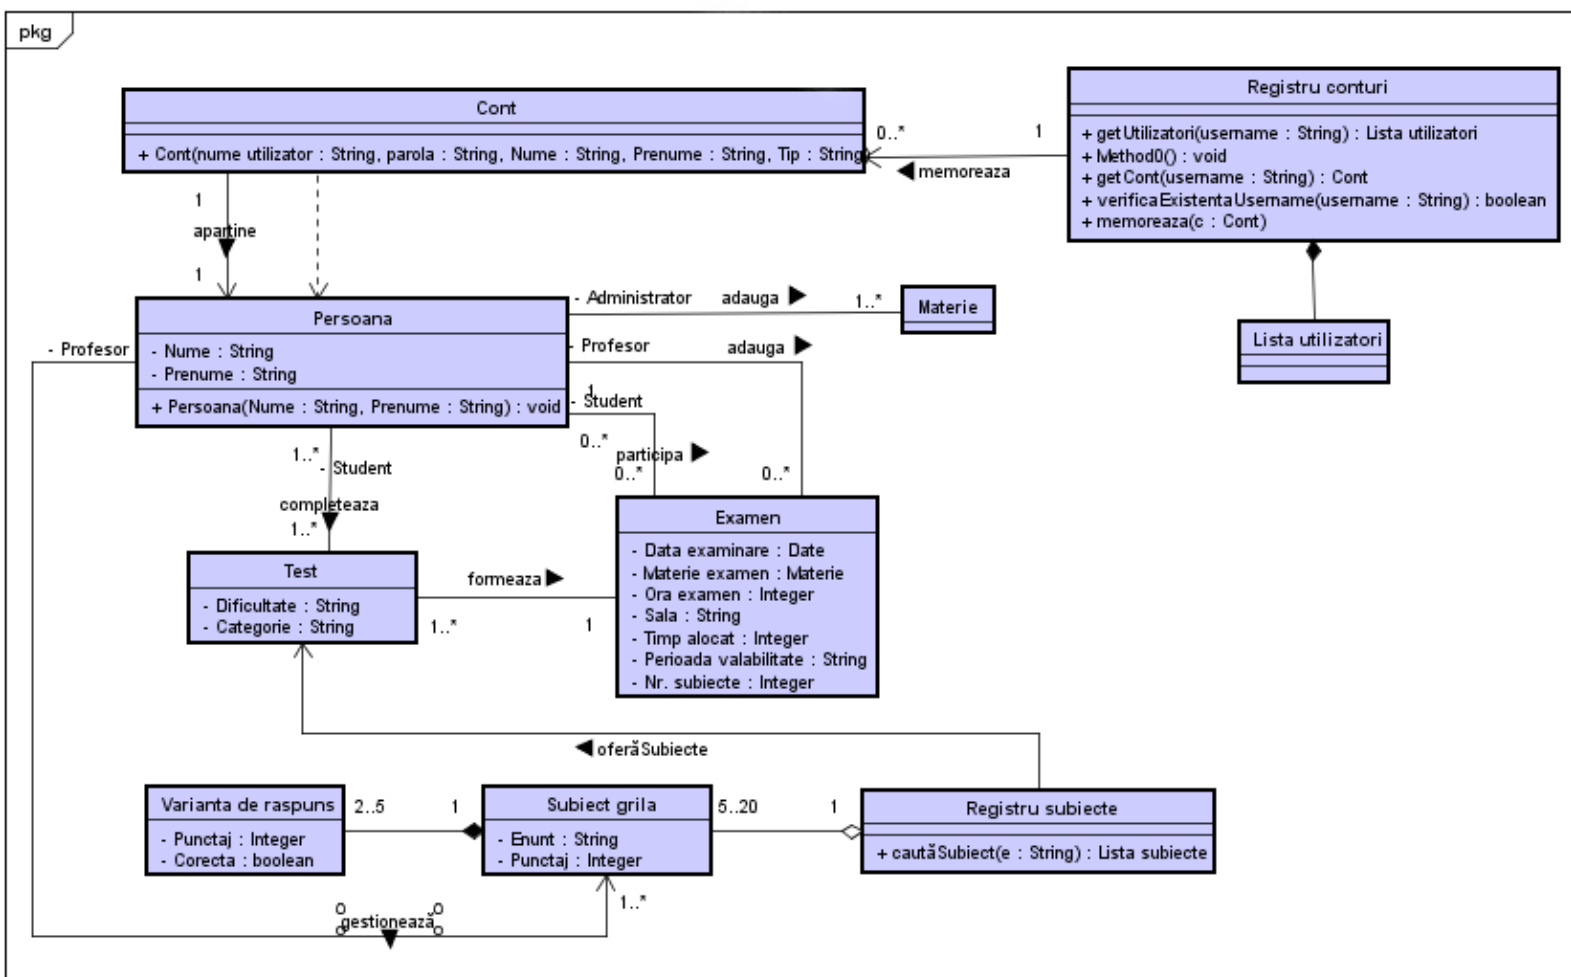 pkg
Cont
+ Cont(nume utilizator : String, parola : String, Nume : String, Prenume : String, Tip : String)
Registru conturi
+ getUtilizatori(username : String) : Lista utilizatori
+ Method0() : void
+ getCont(username : String) : Cont
+ verificaExistentaUsername(username : String) : boolean
+ memoreaza(c : Cont)
0..*
1
memoreaza
1
apartine
1
Persoana
- Nume : String
- Prenume : String
+ Persoana(Nume : String, Prenume : String) : void
- Administrator
adauga
1..*
Materie
Lista utilizatori
- Profesor
- Profesor
adauga
1
- Student
0..*
participa
0..*
0..*
1..*
- Student
completeaza
1..*
Test
- Dificultate : String
- Categorie : String
formeaza
1..*
1
Examen
- Data examinare : Date
- Materie examen : Materie
- Ora examen : Integer
- Sala : String
- Timp alocat : Integer
- Perioada valabilitate : String
- Nr. subiecte : Integer
oferăSubiecte
Varianta de raspuns
- Punctaj : Integer
- Corecta : boolean
2..5
1
Subiect grila
- Enunt : String
- Punctaj : Integer
5..20
1
Registru subiecte
+ cautăSubiect(e : String) : Lista subiecte
1..*
gestionează